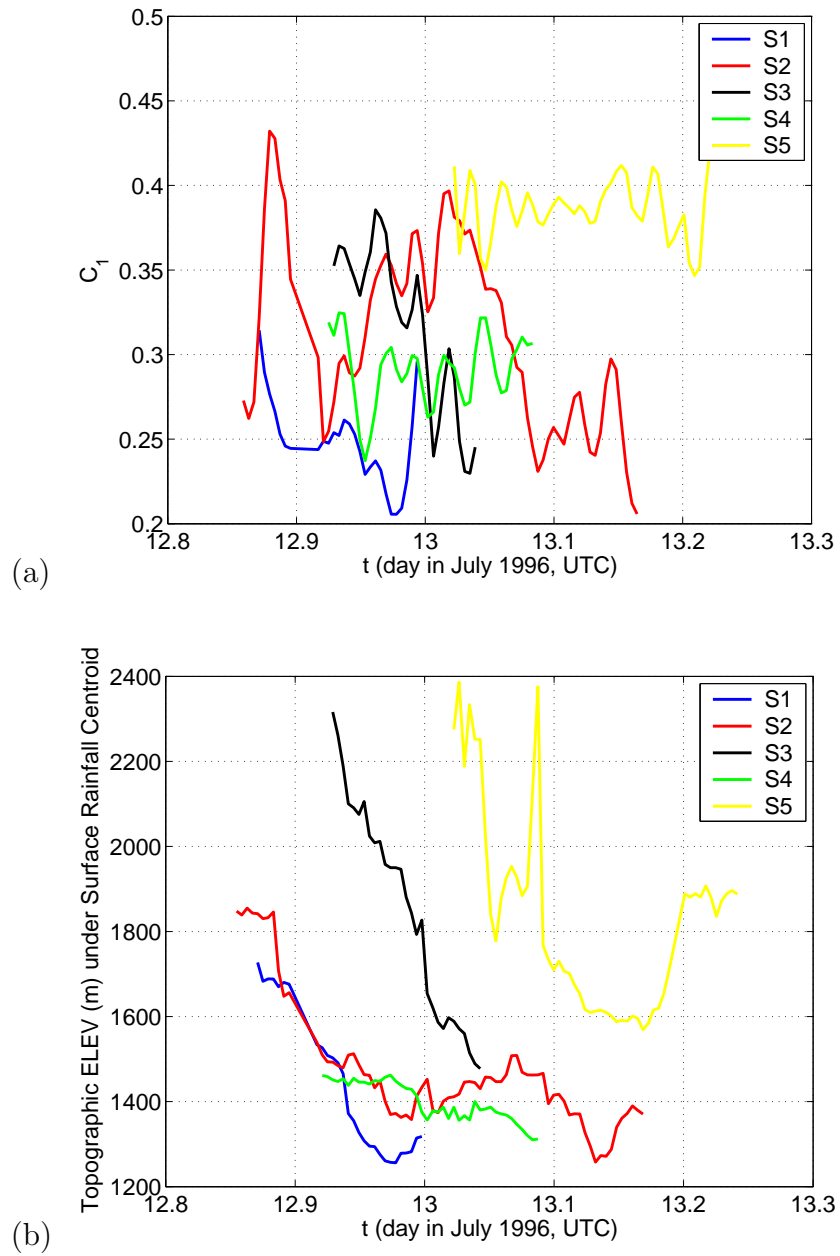 0.5
0.45
0.4
0.35
0.3
0.25
0.2
C1
12.8 12.9 13 13.1 13.2 13.3
t (day in July 1996, UTC)
S1
S2
S3
S4
S5
(a)
Topographic ELEV (m) under Surface Rainfall Centroid
2400
2200
2000
1800
1600
1400
1200
12.8 12.9 13 13.1 13.2 13.3
t (day in July 1996, UTC)
S1
S2
S3
S4
S5
(b)